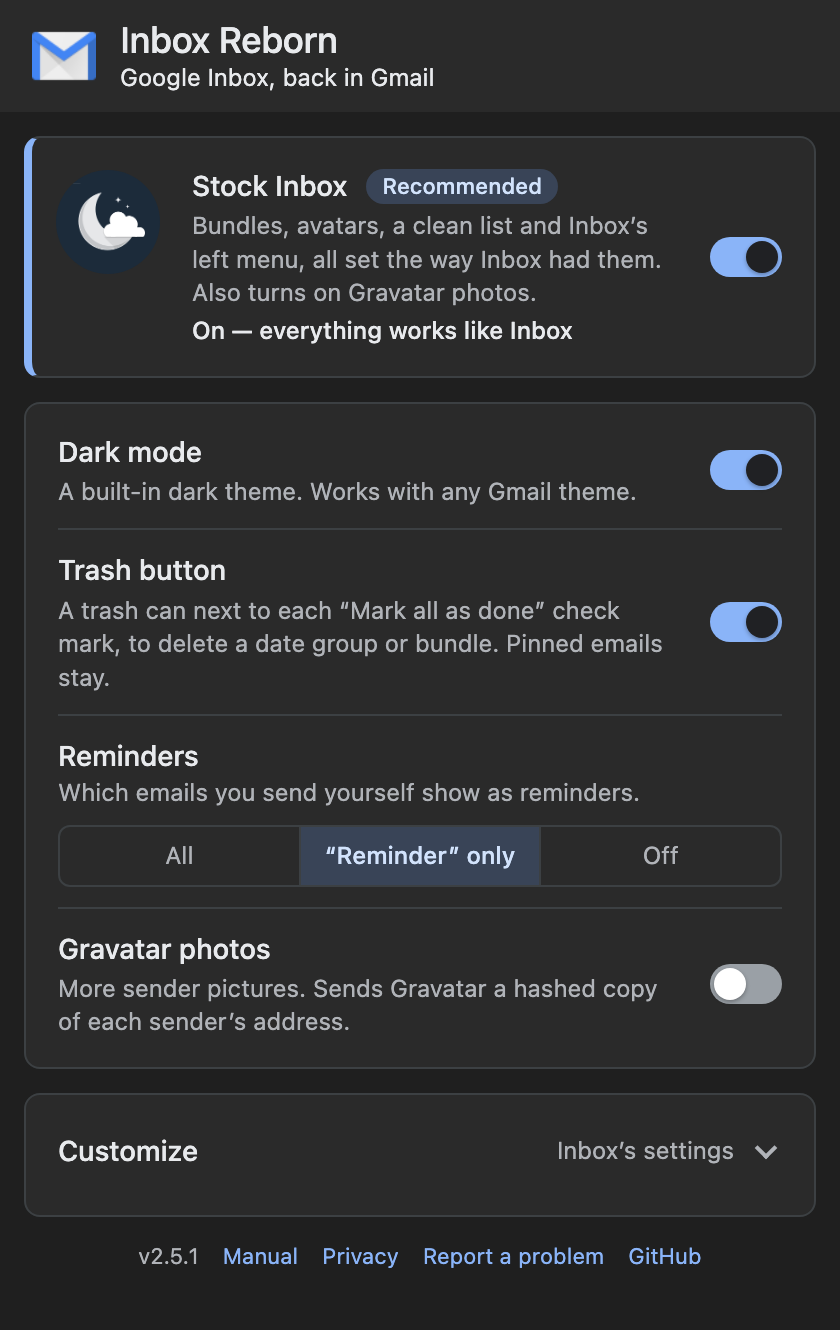 Inbox Reborn
Google Inbox, back in Gmail
Stock Inbox Recommended
Bundles, avatars, a clean list and Inbox’s
left menu, all set the way Inbox had them.
Also turns on Gravatar photos.
On — everything works like Inbox
Dark mode
A built-in dark theme. Works with any Gmail theme.
Trash button
A trash can next to each “Mark all as done” check
mark, to delete a date group or bundle. Pinned emails
stay.
Reminders
Which emails you send yourself show as reminders.
All “Reminder” only Off
Gravatar photos
More sender pictures. Sends Gravatar a hashed copy
of each sender’s address.
Customize Inbox’s settings
v2.5.1 Manual Privacy Report a problem GitHub